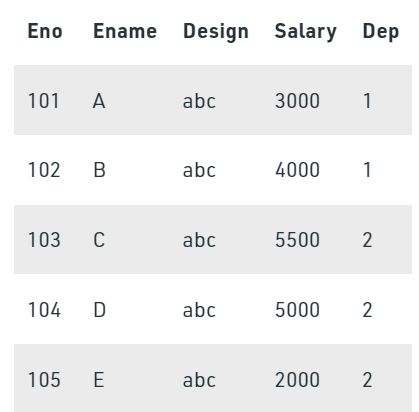 Eno Ename Design Salary Dep
101 A abc 3000 1
102 B abc 4000 1
103 C abc 5500 2
104 D abc 5000 2
105 E abc 2000 2